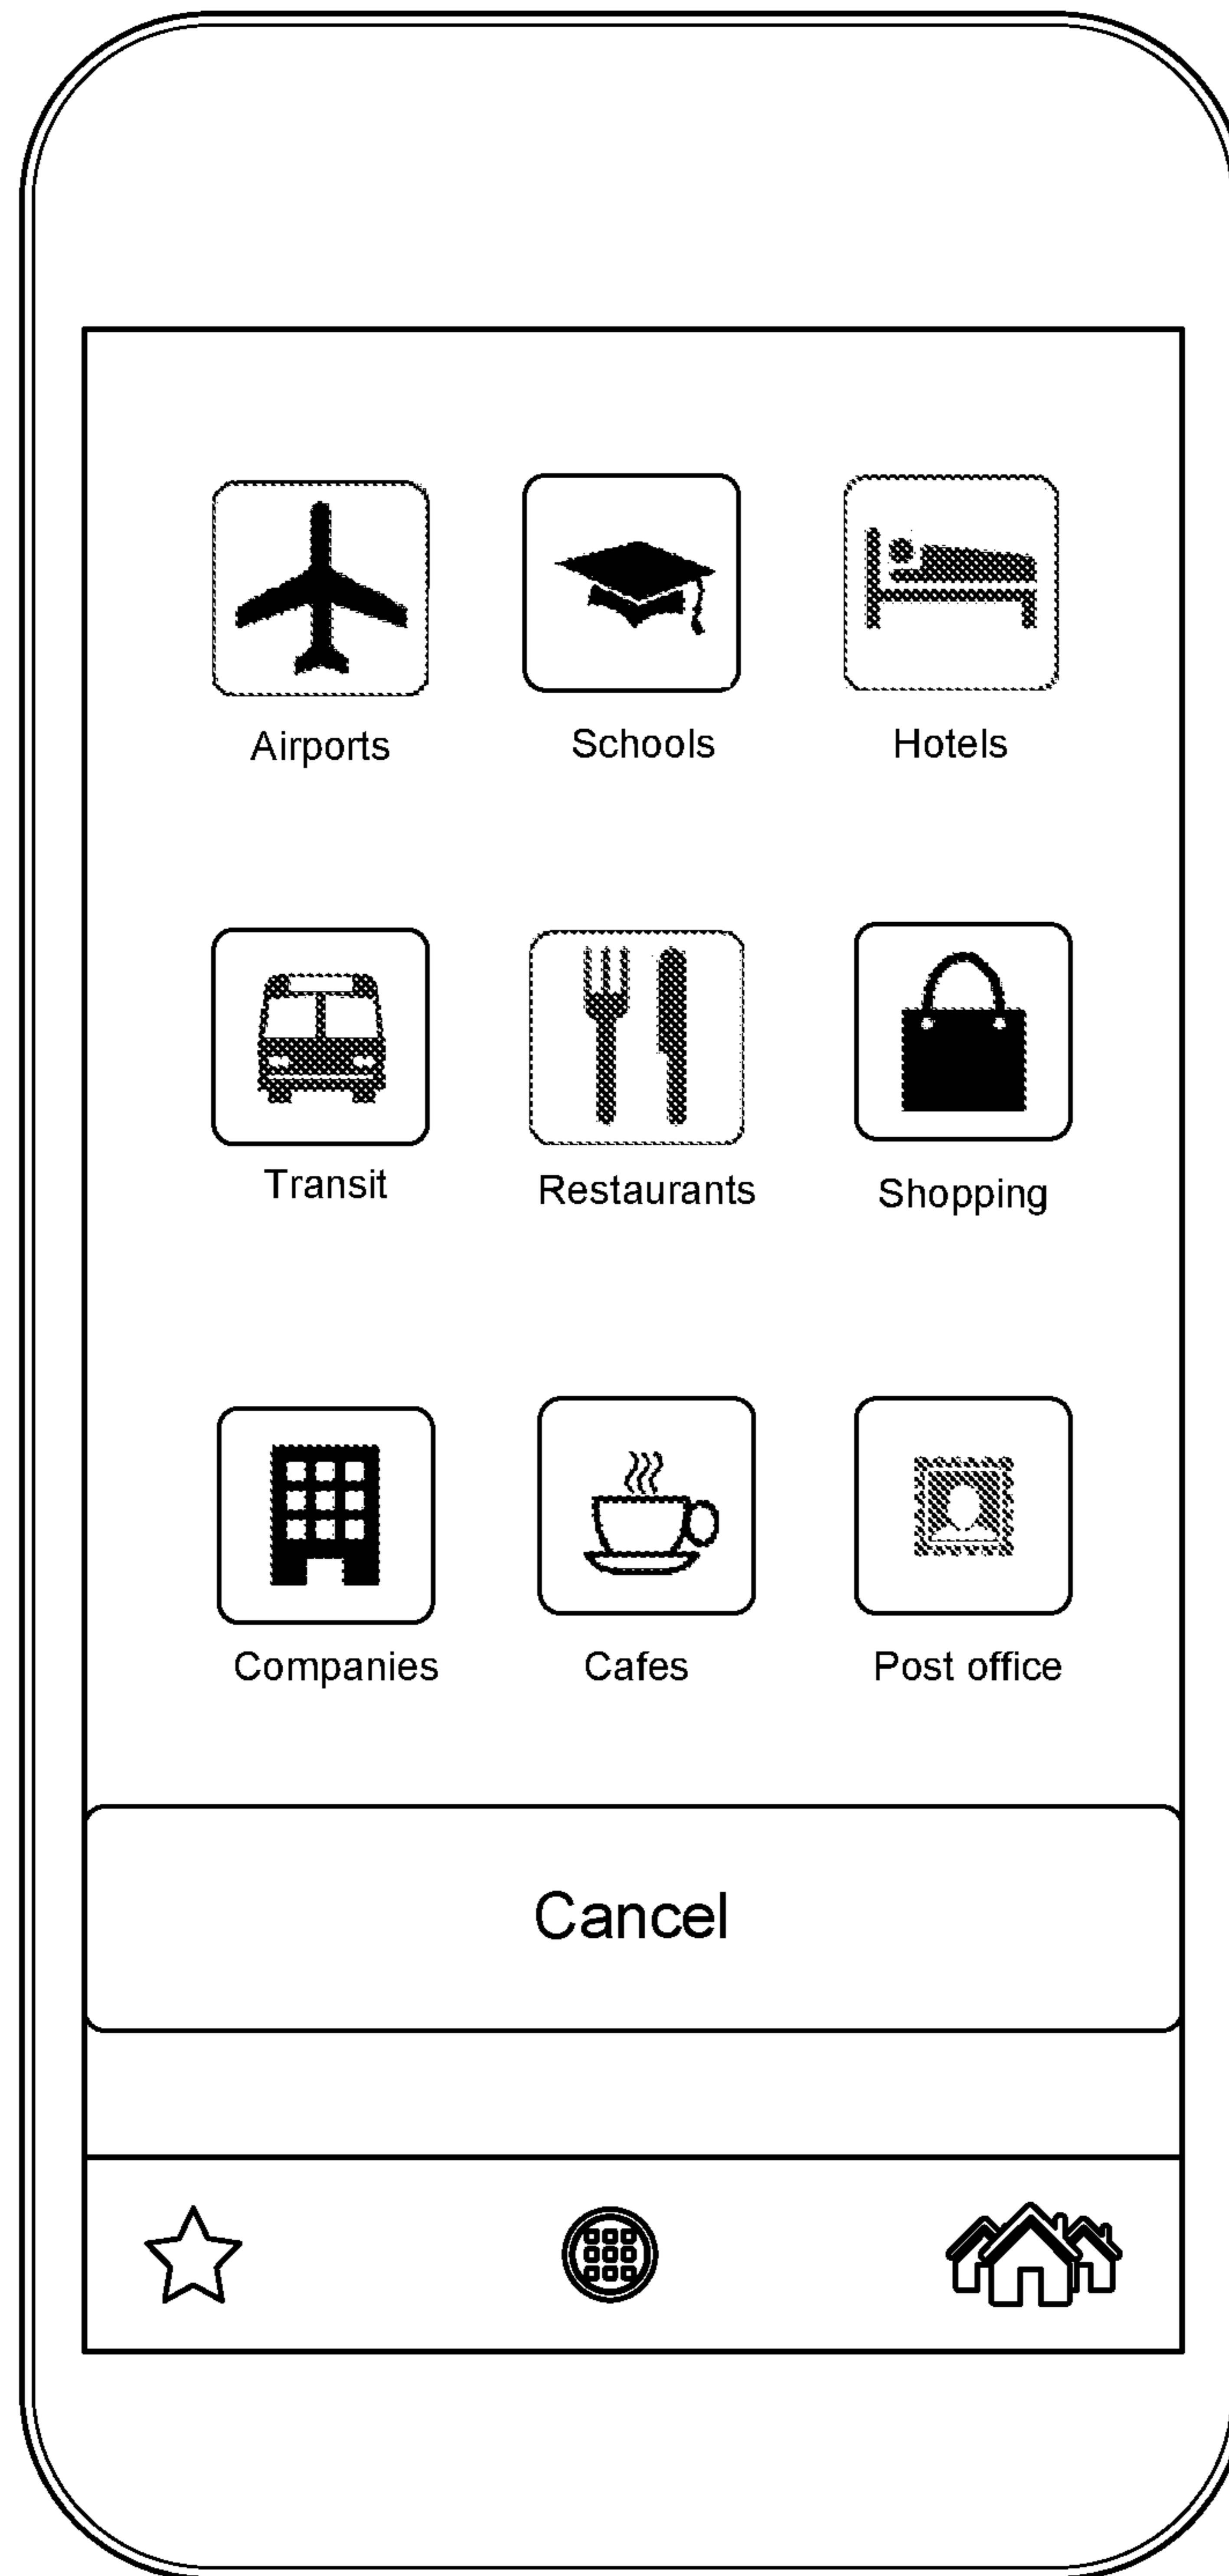 Airports Schools Hotels
Transit Restaurants Shopping
Companies Cafes Post office
Cancel